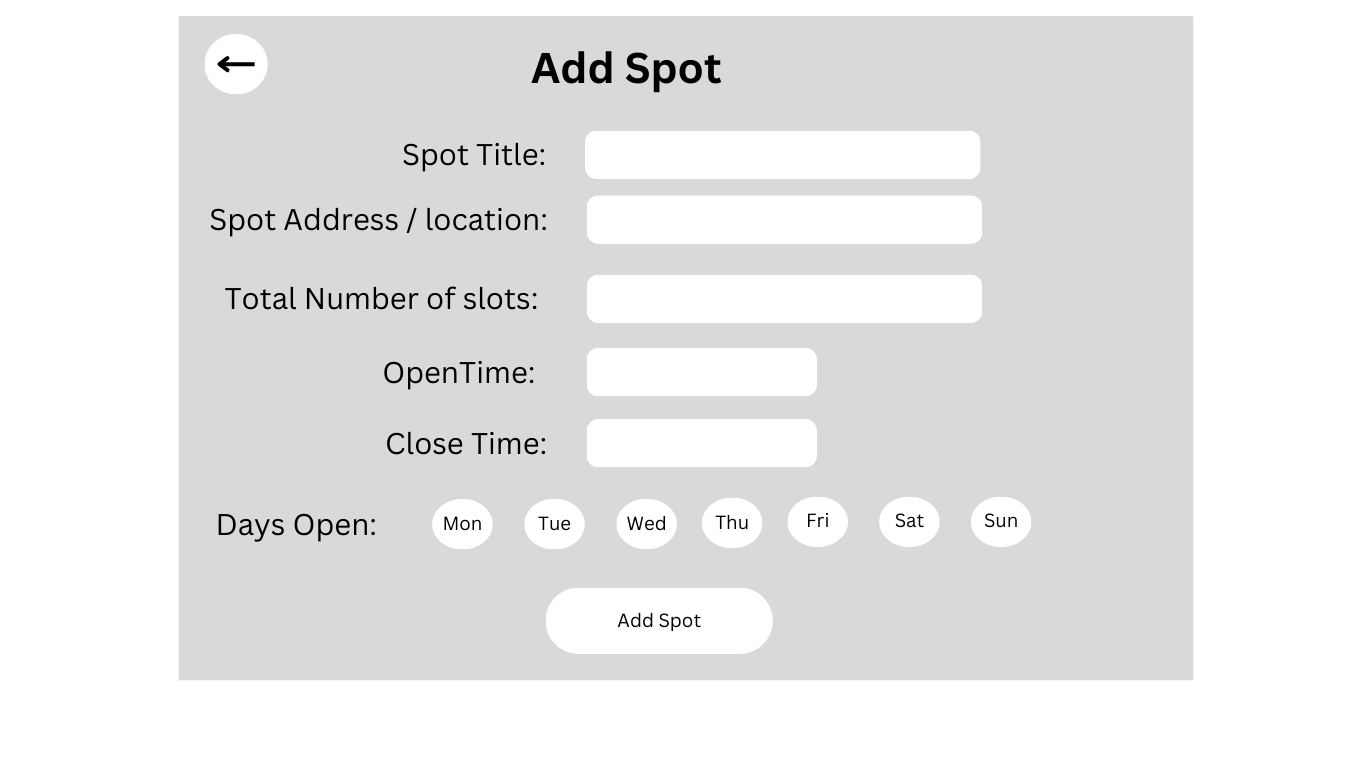 Add Spot
Spot Title:
Spot Address / location:
Total Number of slots:
OpenTime:
Close Time:
Days Open: Mon Tue Wed Thu Fri Sat Sun
Add Spot